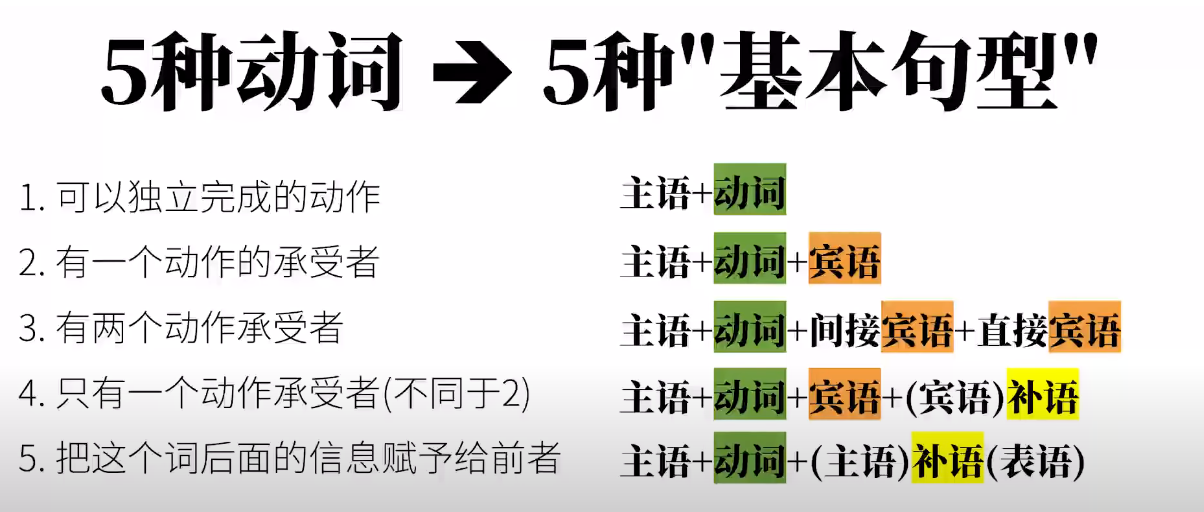 5种动词 → 5种"基本句型"
1. 可以独立完成的动作 主语+动词
2. 有一个动作的承受者 主语+动词+宾语
3. 有两个动作承受者 主语+动词+间接宾语+直接宾语
4. 只有一个动作承受者(不同于2) 主语+动词+宾语+(宾语)补语
5. 把这个词后面的信息赋予给前者 主语+动词+(主语)补语(表语)